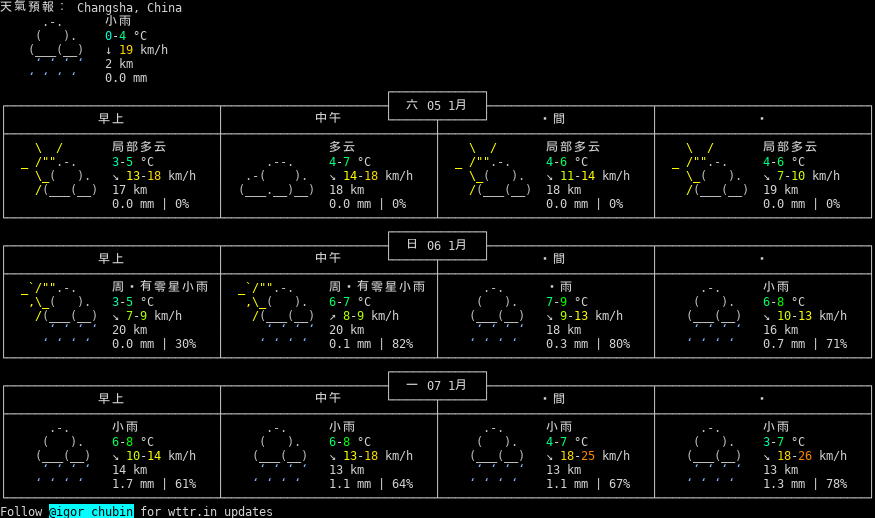 天氣預報： Changsha, China
小雨
0-4 °C
↓ 19 km/h
2 km
0.0 mm
六 05 1月
早上 中午 ・間 ・
局部多云 多云 局部多云 局部多云
3-5 °C 4-7 °C 4-6 °C 4-6 °C
↘ 13-18 km/h ↘ 14-18 km/h ↘ 11-14 km/h ↘ 7-10 km/h
17 km 18 km 18 km 19 km
0.0 mm | 0% 0.0 mm | 0% 0.0 mm | 0% 0.0 mm | 0%
日 06 1月
早上 中午 ・間 ・
周・有零星小雨 周・有零星小雨 ・雨 小雨
3-5 °C 6-7 °C 7-9 °C 6-8 °C
↘ 7-9 km/h ↗ 8-9 km/h ↘ 9-13 km/h ↘ 10-13 km/h
20 km 20 km 18 km 16 km
0.0 mm | 30% 0.1 mm | 82% 0.3 mm | 80% 0.7 mm | 71%
一 07 1月
早上 中午 ・間 ・
小雨 小雨 小雨 小雨
6-8 °C 6-8 °C 4-7 °C 3-7 °C
↘ 10-14 km/h ↘ 13-18 km/h ↘ 18-25 km/h ↘ 18-26 km/h
14 km 13 km 13 km 13 km
1.7 mm | 61% 1.1 mm | 64% 1.1 mm | 67% 1.3 mm | 78%
Follow @igor_chubin for wttr.in updates